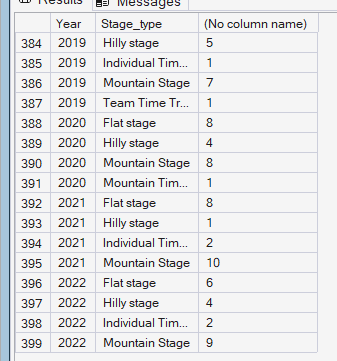 Results Messages
Year Stage_type (No column name)
384 2019 Hilly stage 5
385 2019 Individual Tim... 1
386 2019 Mountain Stage 7
387 2019 Team Time Tr... 1
388 2020 Flat stage 8
389 2020 Hilly stage 4
390 2020 Mountain Stage 8
391 2020 Mountain Tim... 1
392 2021 Flat stage 8
393 2021 Hilly stage 1
394 2021 Individual Tim... 2
395 2021 Mountain Stage 10
396 2022 Flat stage 6
397 2022 Hilly stage 4
398 2022 Individual Tim... 2
399 2022 Mountain Stage 9